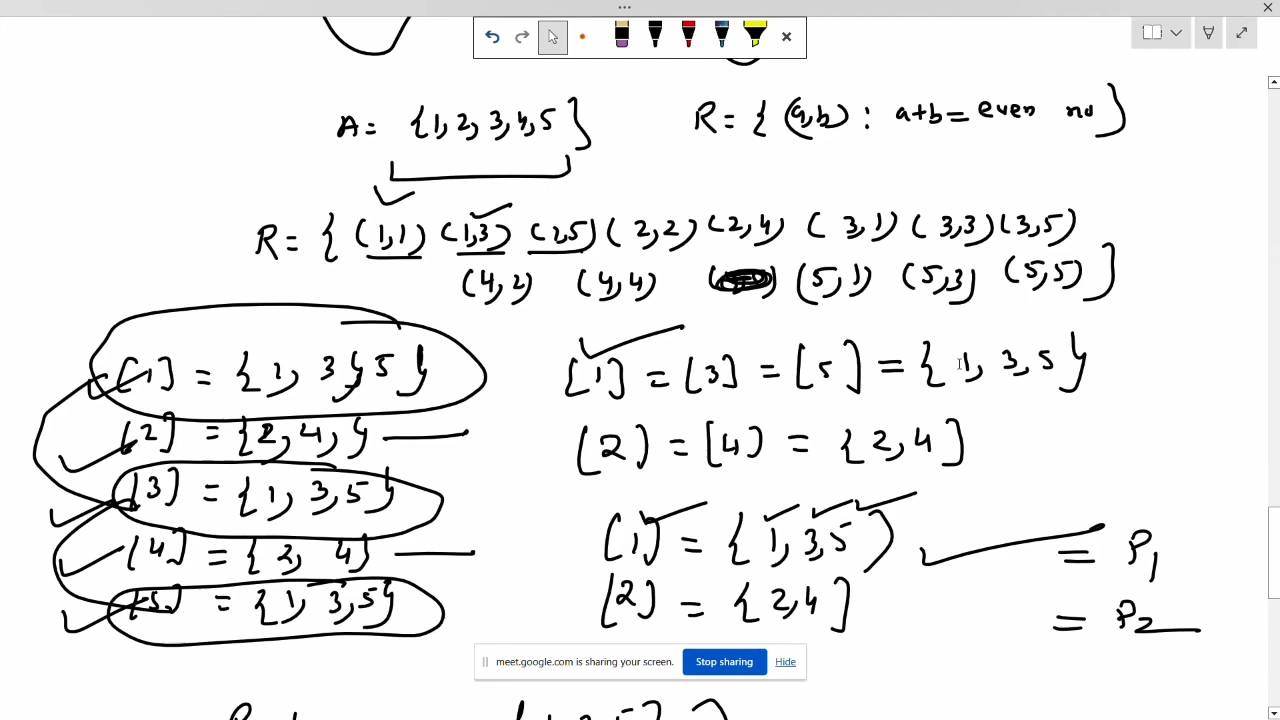 A = {1, 2, 3, 4, 5} R = { (a,b) : a+b = even no }
R = { (1,1) (1,3) (1,5) (2,2) (2,4) (3,1) (3,3) (3,5)
(4,2) (4,4) (5,1) (5,3) (5,5) }
[1] = {1, 3} 5} [1] = [3] = [5] = {1, 3, 5}
[2] = {2, 4, } [2] = [4] = {2, 4}
[3] = {1, 3, 5}
[1] = {1, 3, 5} = P1
[4] = {2, 4}
[5] = {1, 3, 5} [2] = {2, 4} = P2
meet.google.com is sharing your screen. Stop sharing Hide